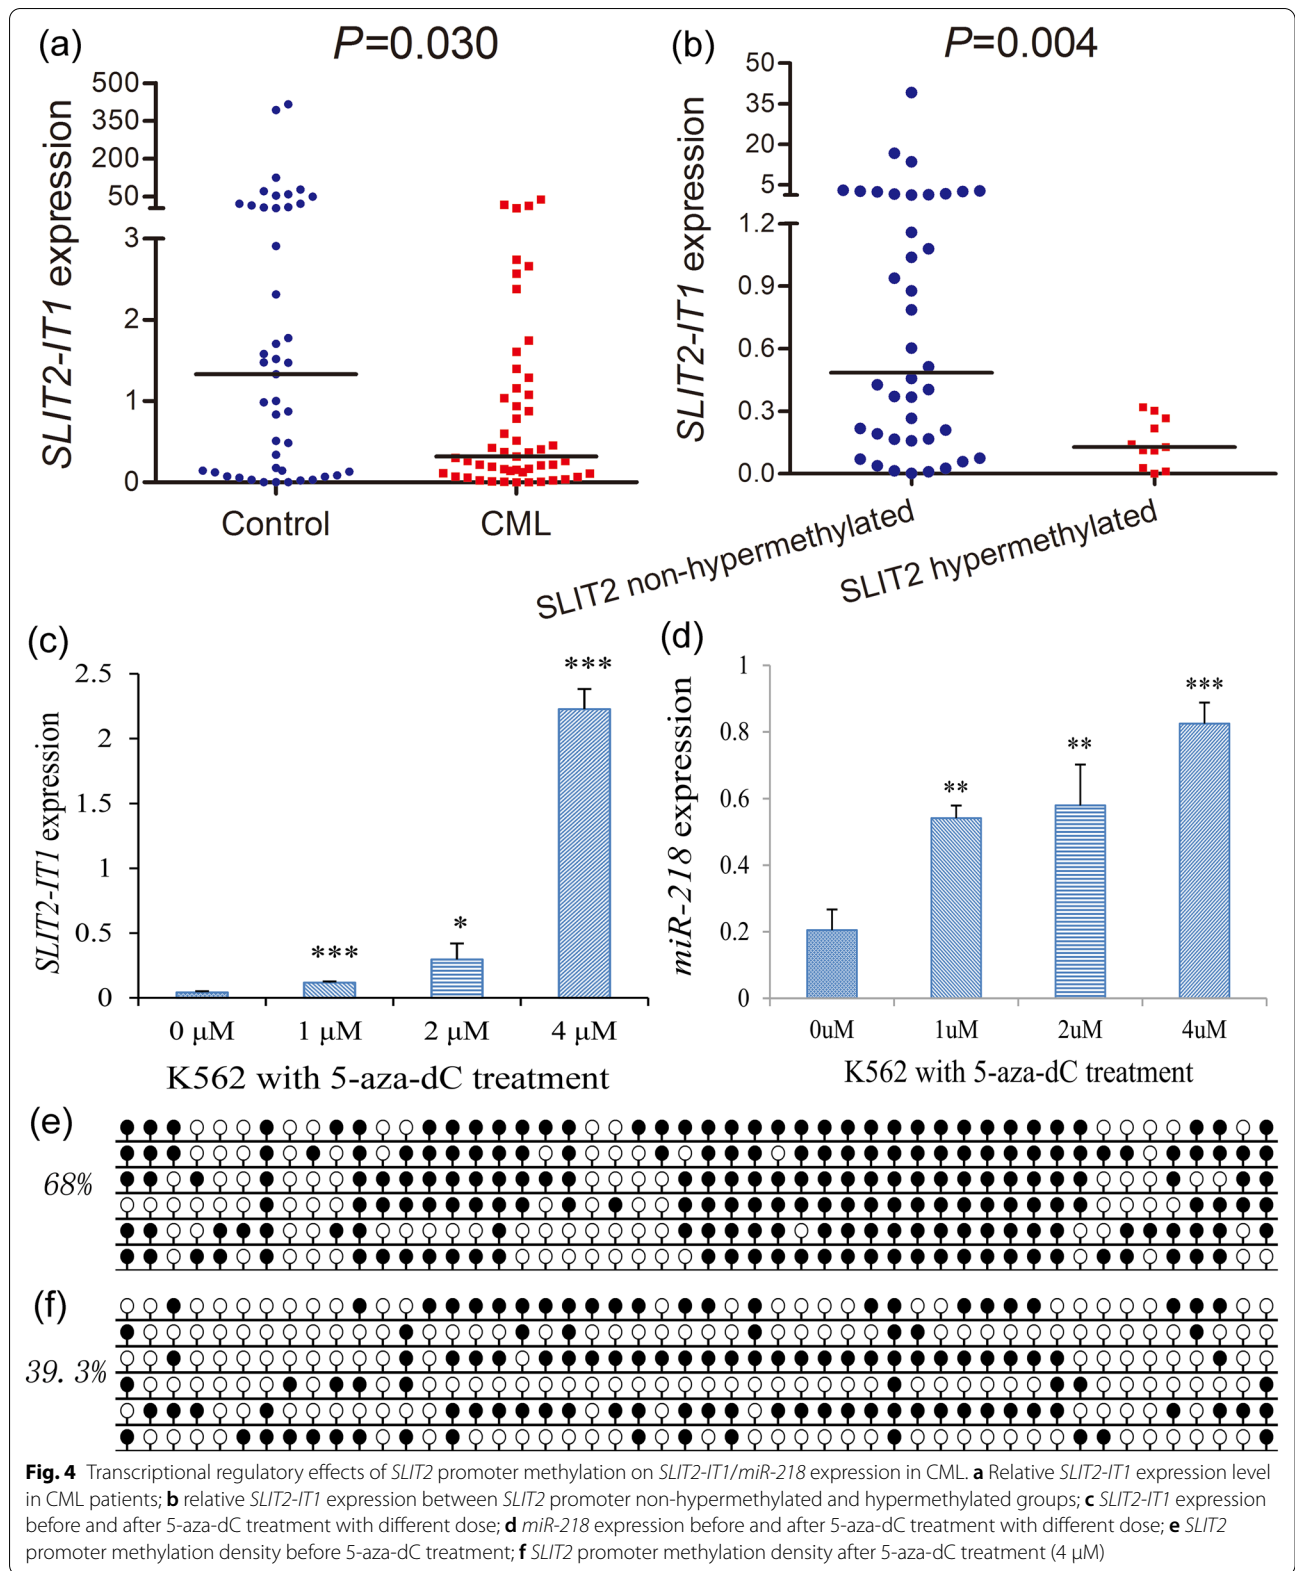 (a)
P=0.030
SLIT2-IT1 expression
500
350
200
50
3
2
1
0
Control
CML
(b)
P=0.004
SLIT2-IT1 expression
50
35
20
5
1.2
0.9
0.6
0.3
0.0
SLIT2 non-hypermethylated
SLIT2 hypermethylated
(c)
SLIT2-IT1 expression
2.5
2
1.5
1
0.5
0
***
*
***
0 μM
1 μM
2 μM
4 μM
K562 with 5-aza-dC treatment
(d)
miR-218 expression
1
0.8
0.6
0.4
0.2
0
**
**
***
0uM
1uM
2uM
4uM
K562 with 5-aza-dC treatment
(e)
68%
(f)
39. 3%
Fig. 4 Transcriptional regulatory effects of SLIT2 promoter methylation on SLIT2-IT1/miR-218 expression in CML. a Relative SLIT2-IT1 expression level
in CML patients; b relative SLIT2-IT1 expression between SLIT2 promoter non-hypermethylated and hypermethylated groups; c SLIT2-IT1 expression
before and after 5-aza-dC treatment with different dose; d miR-218 expression before and after 5-aza-dC treatment with different dose; e SLIT2
promoter methylation density before 5-aza-dC treatment; f SLIT2 promoter methylation density after 5-aza-dC treatment (4 μM)